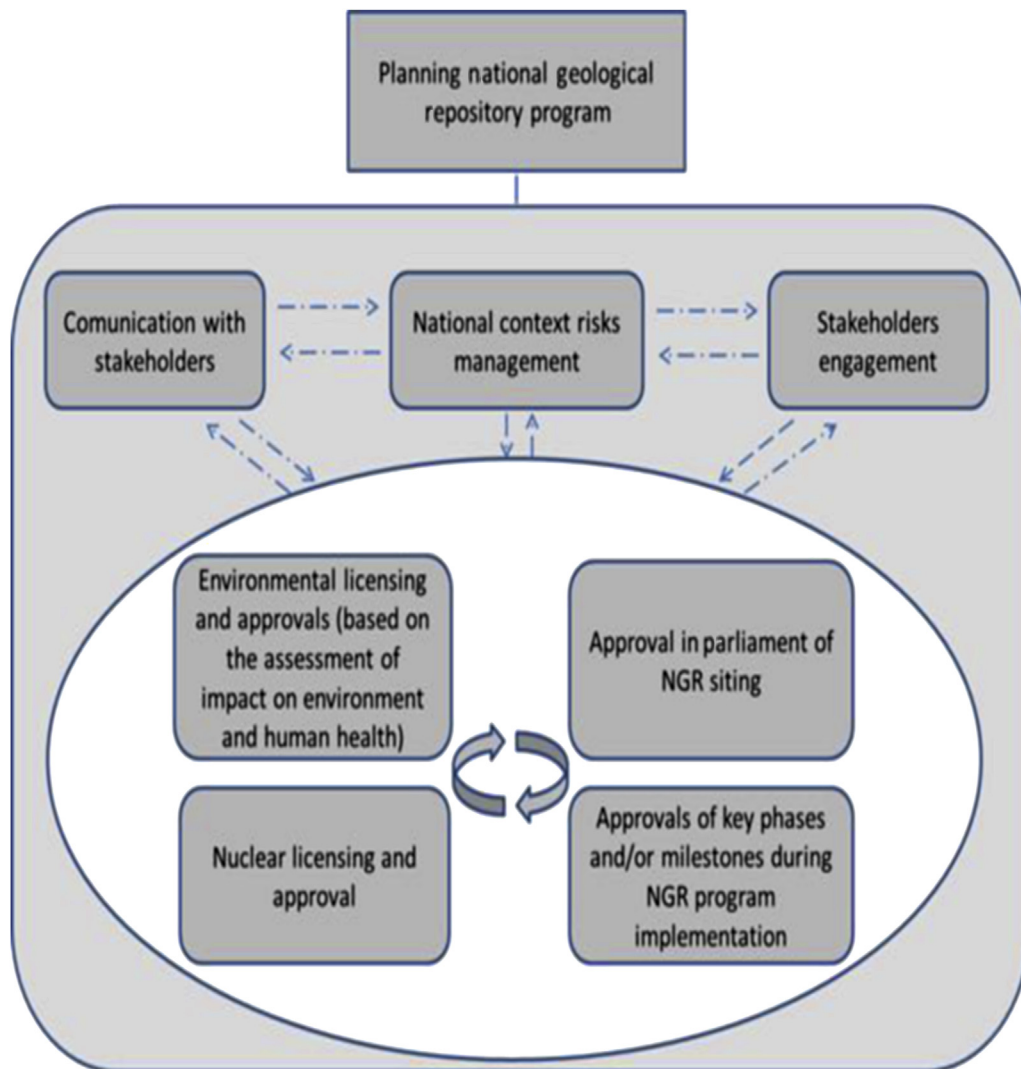 Planning national geological
repository program
Comunication with
stakeholders
National context risks
management
Stakeholders
engagement
Environmental licensing
and approvals (based on
the assessment of
impact on environment
and human health)
Approval in parliament of
NGR siting
Nuclear licensing and
approval
Approvals of key phases
and/or milestones during
NGR program
implementation